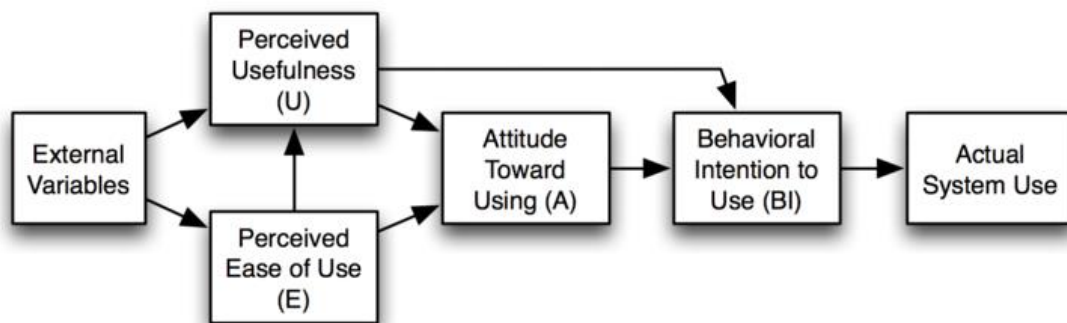 Perceived
Usefulness
(U)
External
Variables
Perceived
Ease of Use
(E)
Attitude
Toward
Using (A)
Behavioral
Intention to
Use (BI)
Actual
System Use